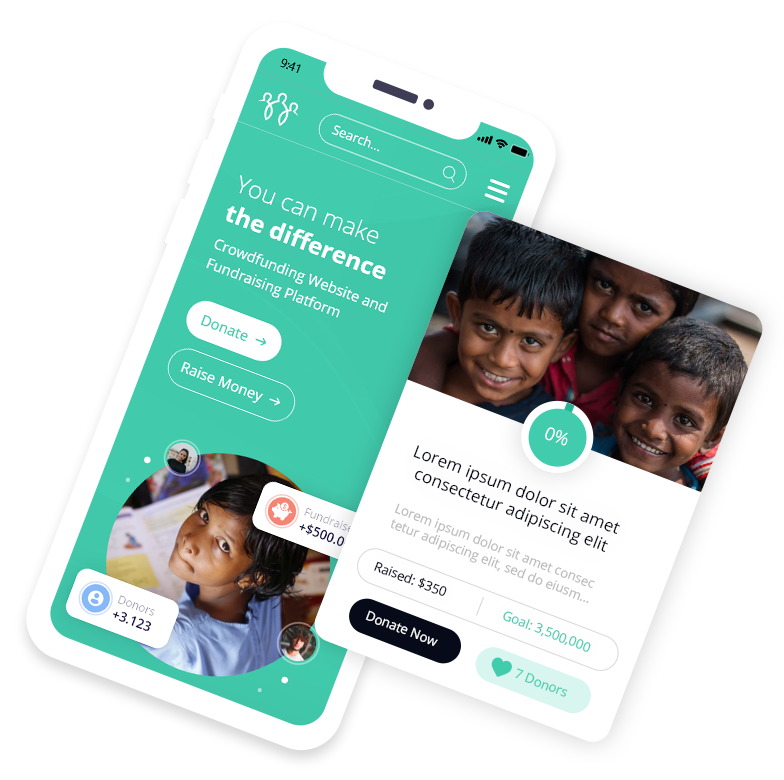 9:41
Search...
You can make
the difference
Crowdfunding Website and
Fundraising Platform
Donate →
Raise Money →
+$500.0
Donors
+3.123
0%
Lorem ipsum dolor sit amet
consectetur adipiscing elit
Lorem ipsum dolor sit amet consec
tetur adipiscing elit, sed do eiusm...
Raised: $350
Goal: 3,500,000
Donate Now
7 Donors